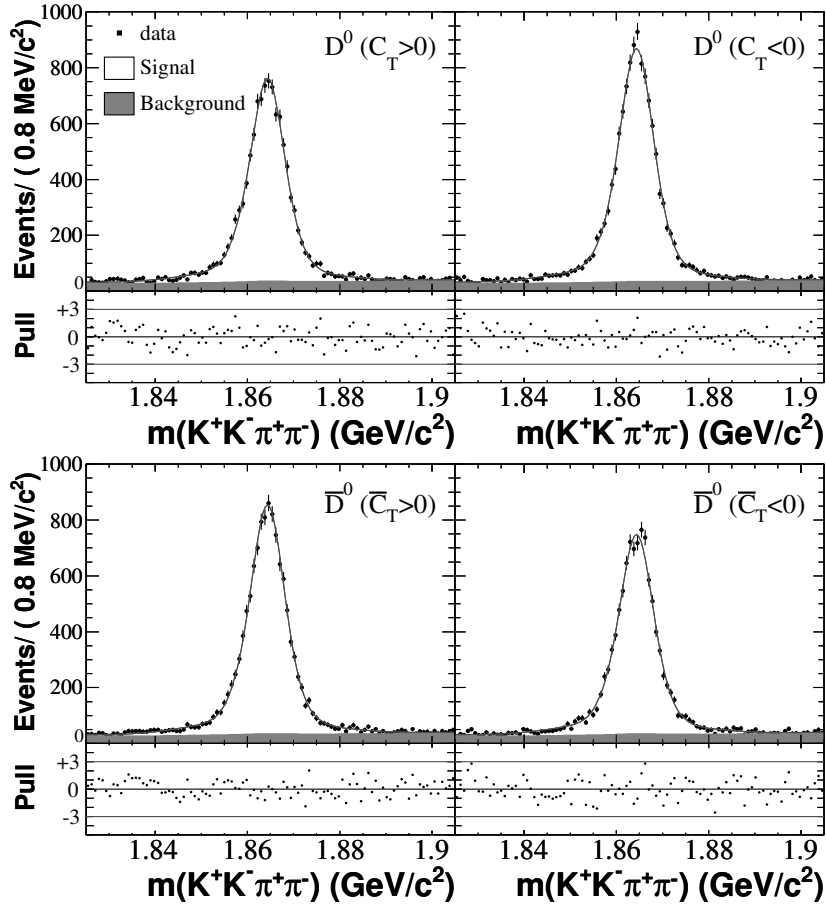 1000
800
600
400
200
0
Events/ ( 0.8 MeV/c²)
data
Signal
Background
D⁰ (C_T>0)
D⁰ (C_T<0)
+3
0
-3
Pull
1.84 1.86 1.88 1.9
1.84 1.86 1.88 1.9
m(K⁺K⁻π⁺π⁻) (GeV/c²)
m(K⁺K⁻π⁺π⁻) (GeV/c²)
1000
800
600
400
200
0
Events/ ( 0.8 MeV/c²)
D̅⁰ (C̅_T>0)
D̅⁰ (C̅_T<0)
+3
0
-3
Pull
1.84 1.86 1.88 1.9
1.84 1.86 1.88 1.9
m(K⁺K⁻π⁺π⁻) (GeV/c²)
m(K⁺K⁻π⁺π⁻) (GeV/c²)